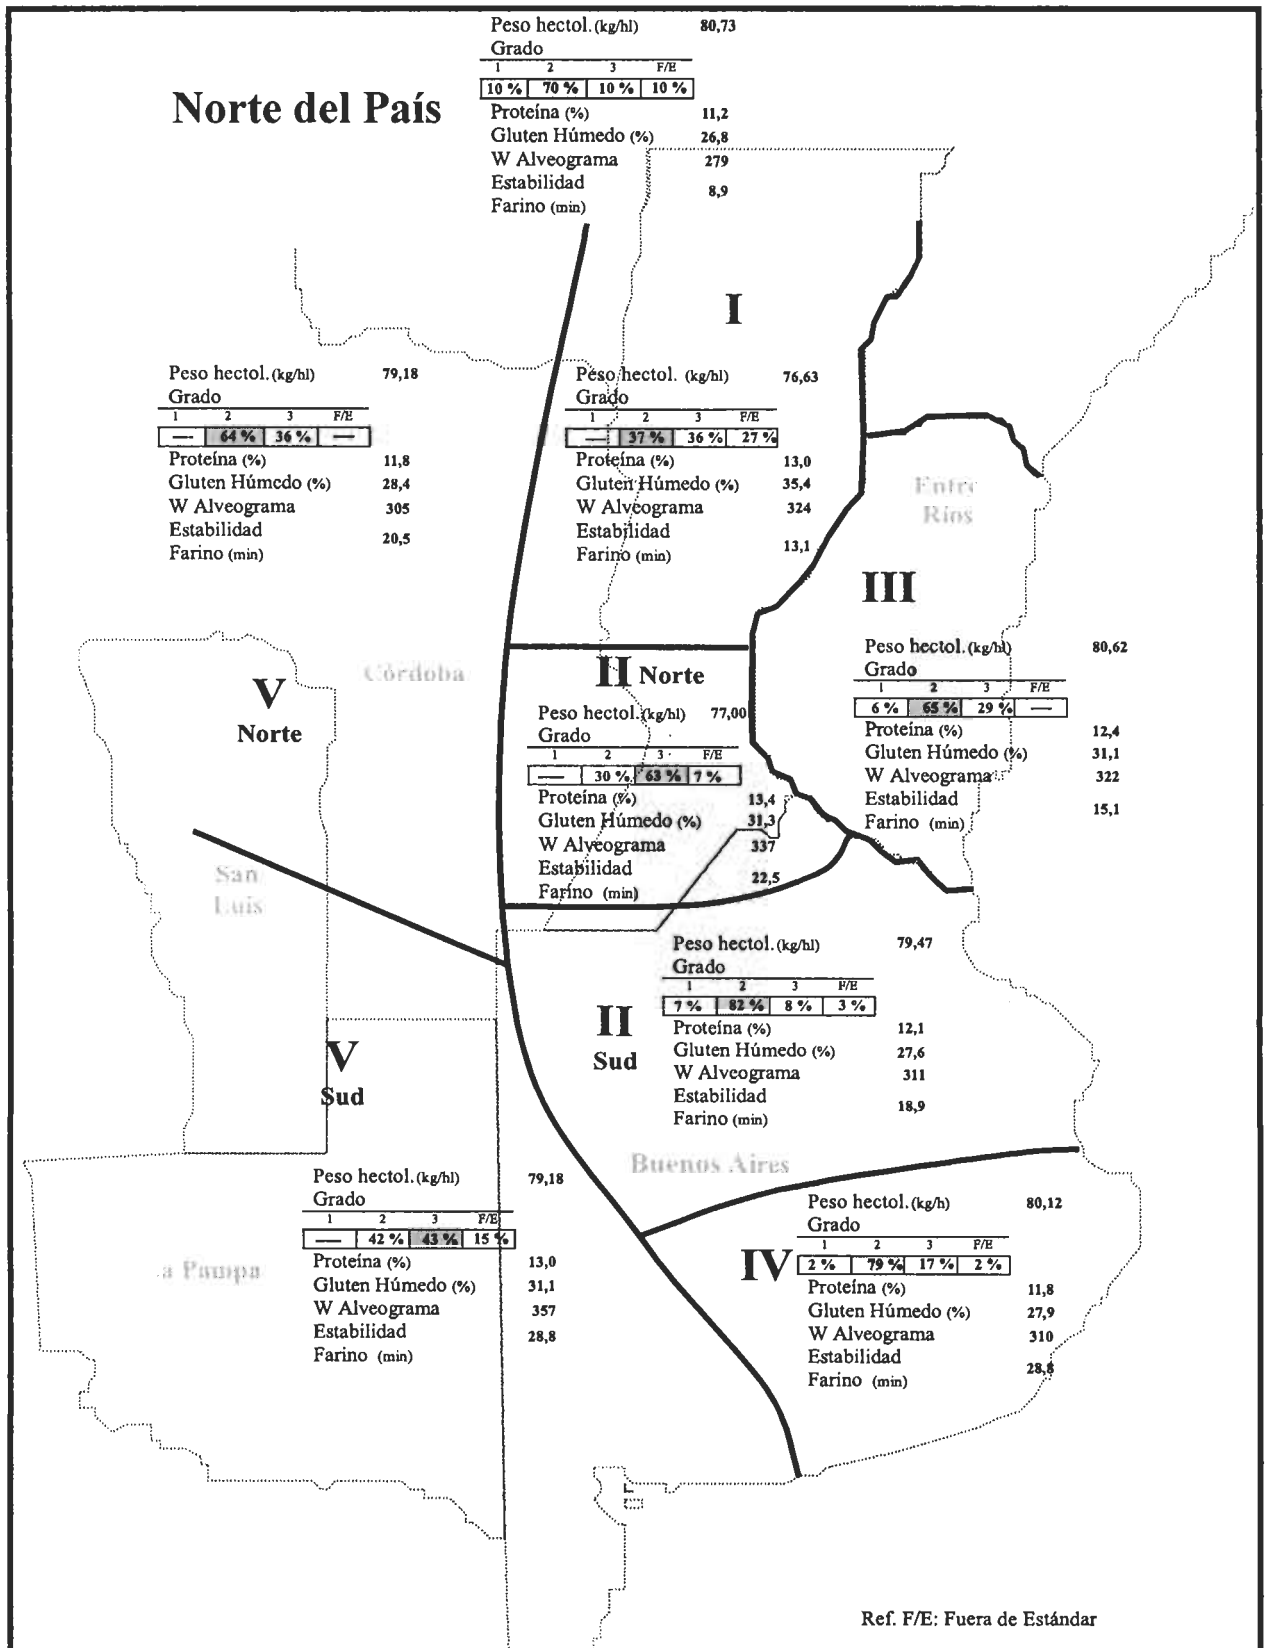 Peso hectol. (kg/hl) 80,73
Grado
1 2 3 F/E
10 % 70 % 10 % 10 %
Norte del País
Proteína (%) 11,2
Gluten Húmedo (%) 26,8
W Alveograma 279
Estabilidad
Farino (min) 8,9
I
Peso hectol. (kg/hl) 79,18
Grado
1 2 3 F/E
— 64 % 36 % —
Proteína (%) 11,8
Gluten Húmedo (%) 28,4
W Alveograma 305
Estabilidad
Farino (min) 20,5
Peso hectol. (kg/hl) 76,63
Grado
1 2 3 F/E
— 37 % 36 % 27 %
Proteína (%) 13,0
Gluten Húmedo (%) 35,4
W Alveograma 324
Estabilidad
Farino (min) 13,1
Entre
Ríos
III
Peso hectol. (kg/hl) 80,62
Grado
1 2 3 F/E
6 % 65 % 29 % —
Proteína (%) 12,4
Gluten Húmedo (%) 31,1
W Alveograma 322
Estabilidad
Farino (min) 15,1
Córdoba
V
Norte
II Norte
Peso hectol. (kg/hl) 77,00
Grado
1 2 3 F/E
— 30 % 63 % 7 %
Proteína (%) 13,4
Gluten Húmedo (%) 31,3
W Alveograma 337
Estabilidad
Farino (min) 22,5
San
Luis
Peso hectol. (kg/hl) 79,47
Grado
1 2 3 F/E
7 % 82 % 8 % 3 %
Proteína (%) 12,1
Gluten Húmedo (%) 27,6
W Alveograma 311
Estabilidad
Farino (min) 18,9
II
Sud
V
Sud
Buenos Aires
Peso hectol. (kg/hl) 79,18
Grado
1 2 3 F/E
— 42 % 43 % 15 %
Proteína (%) 13,0
Gluten Húmedo (%) 31,1
W Alveograma 357
Estabilidad 28,8
Farino (min)
a Pampa
IV
Peso hectol. (kg/h) 80,12
Grado
1 2 3 F/E
2 % 79 % 17 % 2 %
Proteína (%) 11,8
Gluten Húmedo (%) 27,9
W Alveograma 310
Estabilidad
Farino (min) 28,8
Ref. F/E: Fuera de Estándar